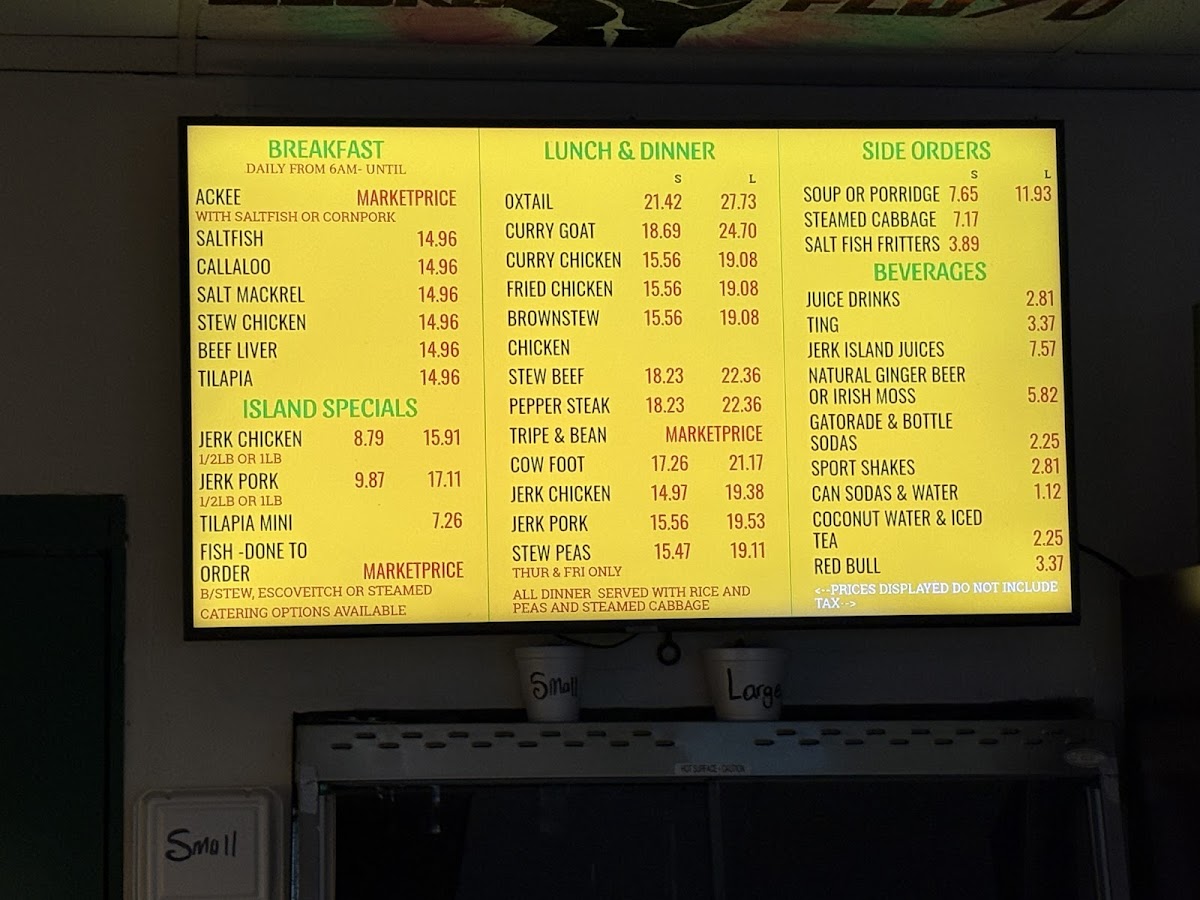 BREAKFAST
DAILY FROM 6AM- UNTIL
ACKEE MARKETPRICE
WITH SALTFISH OR CORNPORK
SALTFISH 14.96
CALLALOO 14.96
SALT MACKREL 14.96
STEW CHICKEN 14.96
BEEF LIVER 14.96
TILAPIA 14.96
ISLAND SPECIALS
JERK CHICKEN 8.79 15.91
1/2LB OR 1LB
JERK PORK 9.87 17.11
1/2LB OR 1LB
TILAPIA MINI 7.26
FISH -DONE TO
ORDER MARKETPRICE
B/STEW, ESCOVEITCH OR STEAMED
CATERING OPTIONS AVAILABLE
LUNCH & DINNER
S L
OXTAIL 21.42 27.73
CURRY GOAT 18.69 24.70
CURRY CHICKEN 15.56 19.08
FRIED CHICKEN 15.56 19.08
BROWNSTEW 15.56 19.08
CHICKEN
STEW BEEF 18.23 22.36
PEPPER STEAK 18.23 22.36
TRIPE & BEAN MARKETPRICE
COW FOOT 17.26 21.17
JERK CHICKEN 14.97 19.38
JERK PORK 15.56 19.53
STEW PEAS 15.47 19.11
THUR & FRI ONLY
ALL DINNER SERVED WITH RICE AND
PEAS AND STEAMED CABBAGE
SIDE ORDERS
S L
SOUP OR PORRIDGE 7.65 11.93
STEAMED CABBAGE 7.17
SALT FISH FRITTERS 3.89
BEVERAGES
JUICE DRINKS 2.81
TING 3.37
JERK ISLAND JUICES 7.57
NATURAL GINGER BEER
OR IRISH MOSS 5.82
GATORADE & BOTTLE
SODAS 2.25
SPORT SHAKES 2.81
CAN SODAS & WATER 1.12
COCONUT WATER & ICED
TEA 2.25
RED BULL 3.37
<--PRICES DISPLAYED DO NOT INCLUDE
TAX-->
Small
Large
HOT SURFACE - CAUTION
Small